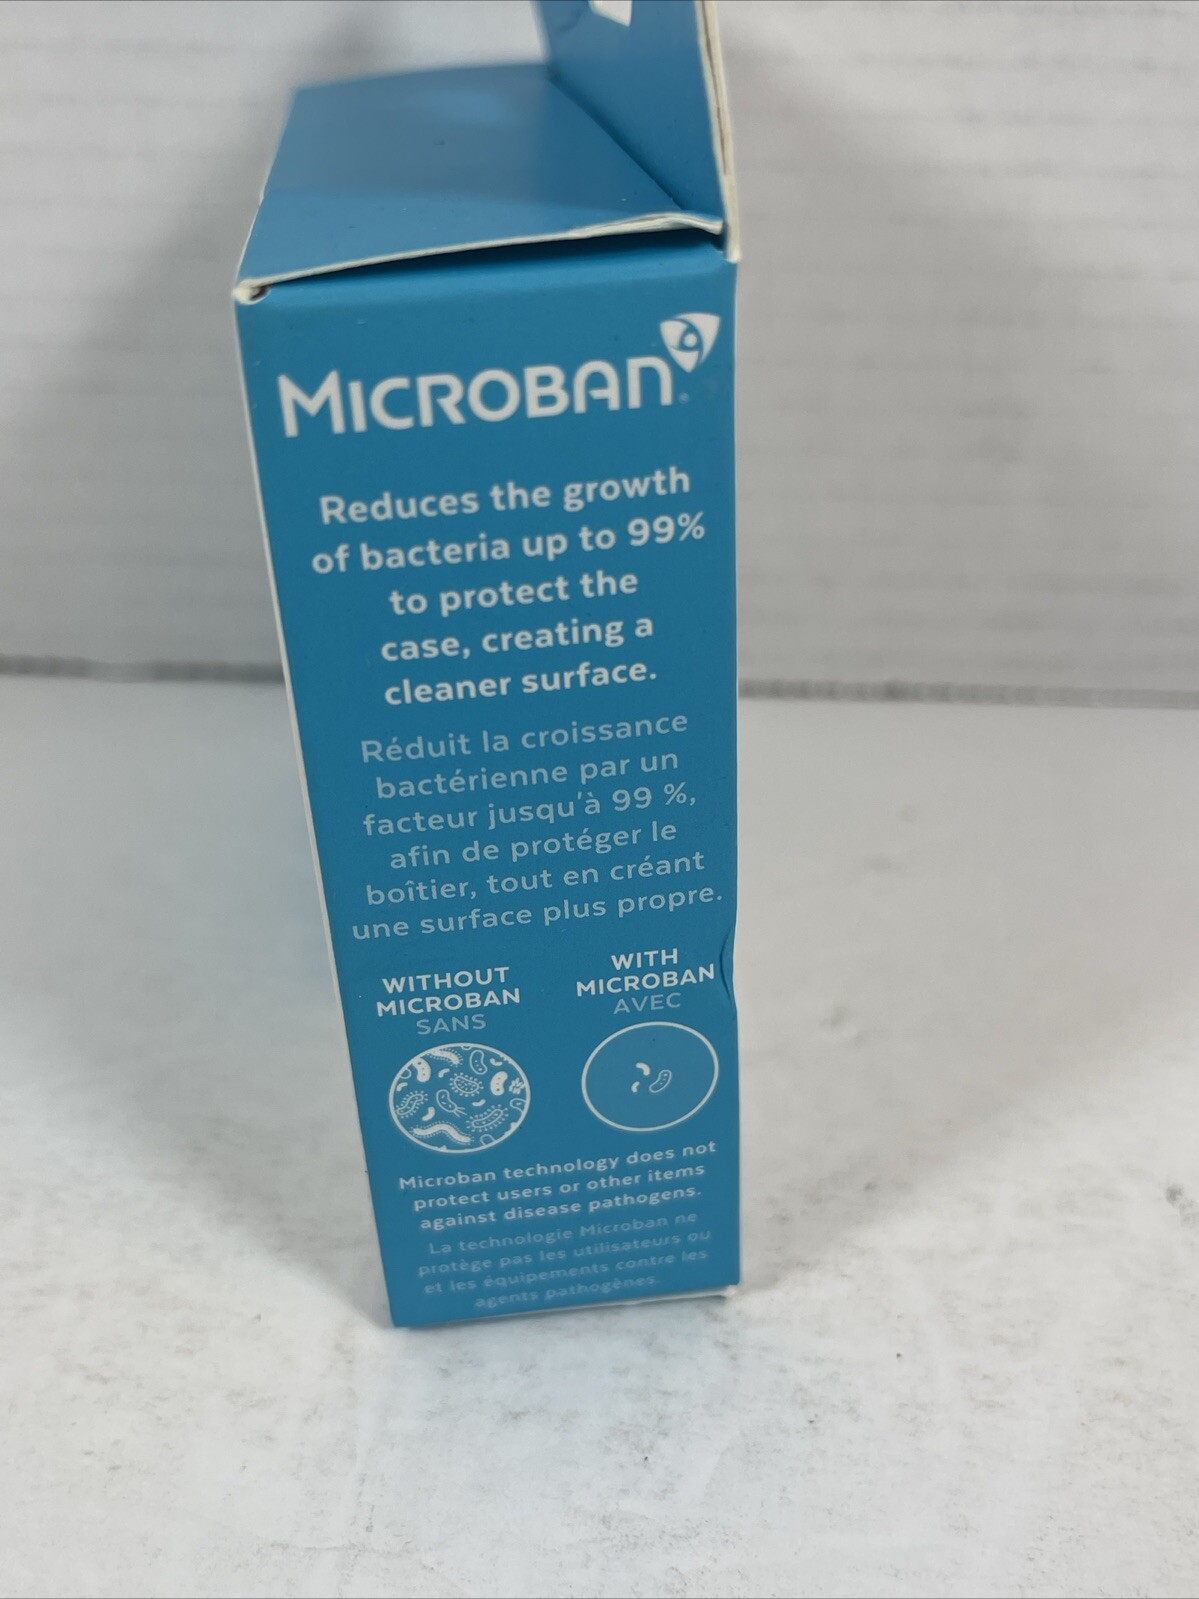 MICROBAN®
Reduces the growth
of bacteria up to 99%
to protect the
case, creating a
cleaner surface.
Réduit la croissance
bactérienne par un
facteur jusqu'à 99 %,
afin de protéger le
boîtier, tout en créant
une surface plus propre.
WITHOUT
MICROBAN
SANS
WITH
MICROBAN
AVEC
Microban technology does not
protect users or other items
against disease pathogens.
La technologie Microban ne
protège pas les utilisateurs ou
et les équipements contre les
agents pathogènes.